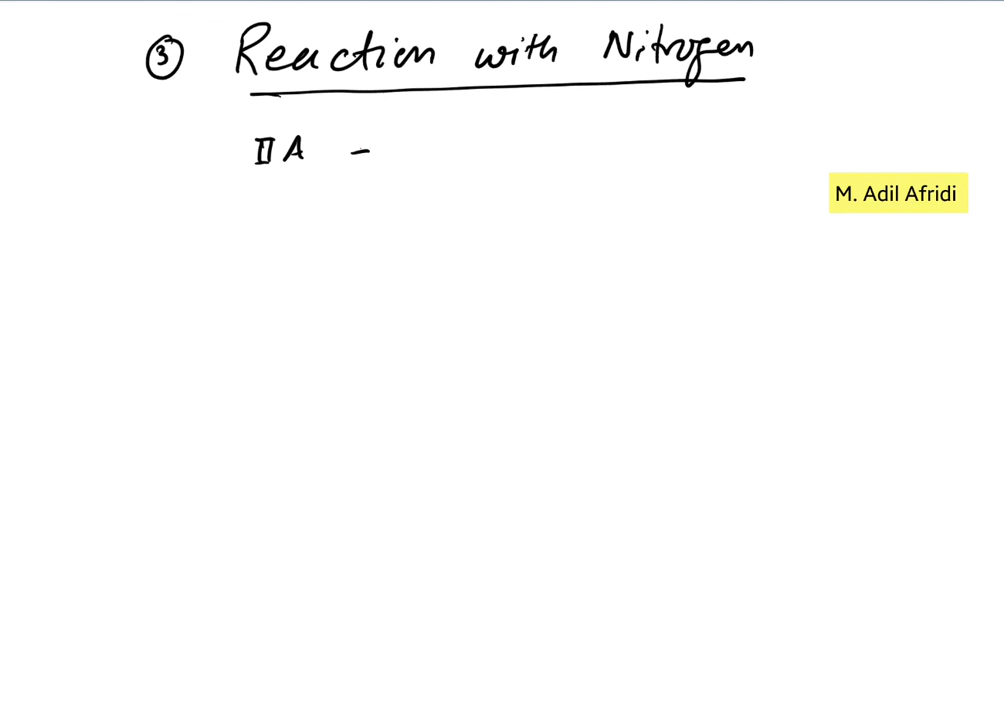 ③ Reaction with Nitrogen
II A -
M. Adil Afridi